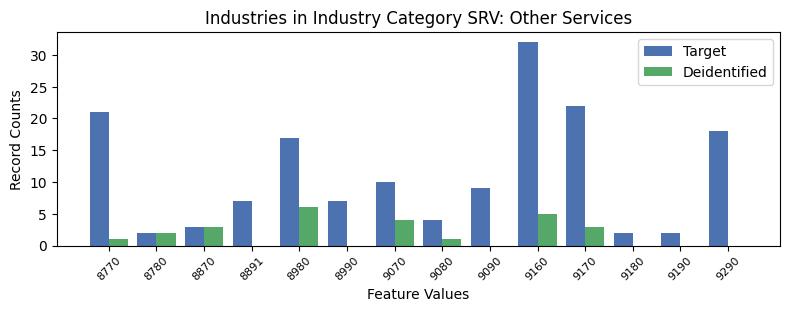 Industries in Industry Category SRV: Other Services
Target
Deidentified
Record Counts
30
25
20
15
10
5
0
8770 8780 8870 8891 8980 8990 9070 9080 9090 9160 9170 9180 9190 9290
Feature Values